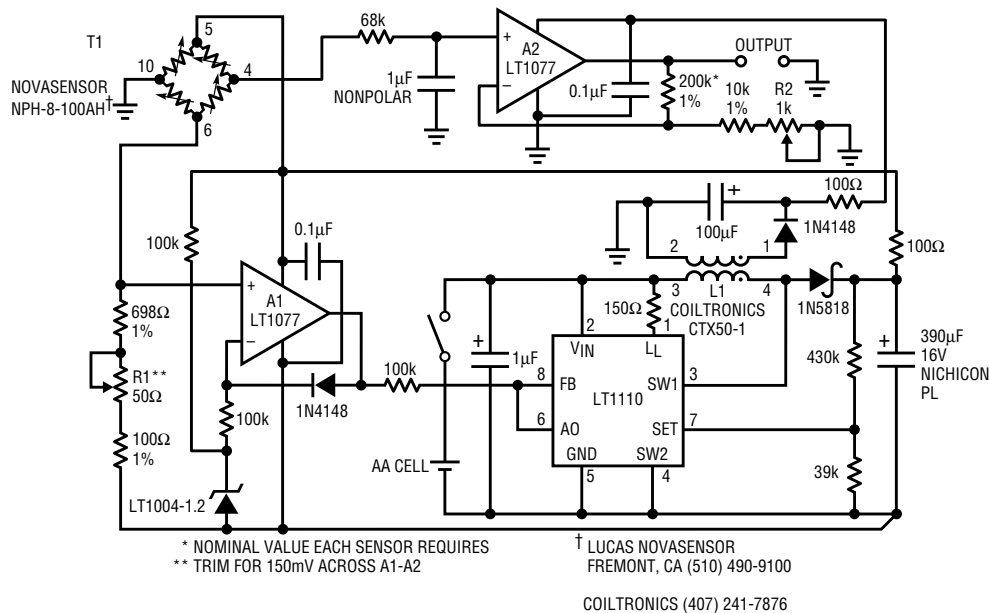 T1
NOVASENSOR
NPH-8-100AH†
5
10
4
6
68k
1µF
NONPOLAR
+
A2
LT1077
–
0.1µF
OUTPUT
200k*
1%
10k
1%
R2
1k
100k
0.1µF
+
A1
LT1077
–
698Ω
1%
R1**
50Ω
100Ω
1%
100k
1N4148
100k
LT1004-1.2
+
100µF
1N4148
100Ω
100Ω
2
1
3
L1
4
COILTRONICS
CTX50-1
1N5818
150Ω
+
1µF
AA CELL
2
1
VIN
LL
8
FB
SW1
3
LT1110
6
AO
SET
7
GND
SW2
5
4
430k
39k
+
390µF
16V
NICHICON
PL
* NOMINAL VALUE EACH SENSOR REQUIRES
** TRIM FOR 150mV ACROSS A1-A2
† LUCAS NOVASENSOR
FREMONT, CA (510) 490-9100
COILTRONICS (407) 241-7876